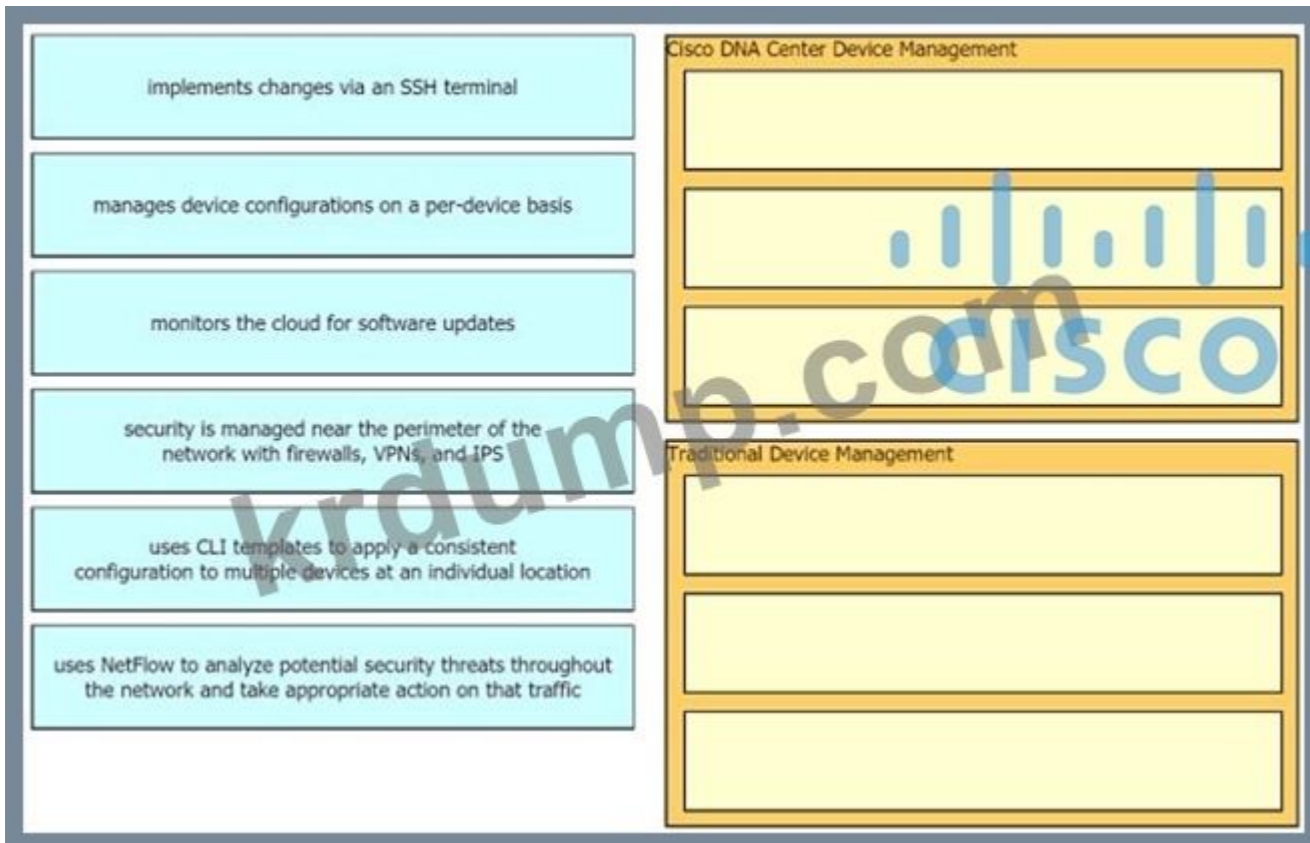 implements changes via an SSH terminal
manages device configurations on a per-device basis
monitors the cloud for software updates
security is managed near the perimeter of the
network with firewalls, VPNs, and IPS
uses CLI templates to apply a consistent
configuration to multiple devices at an individual location
uses NetFlow to analyze potential security threats throughout
the network and take appropriate action on that traffic
Cisco DNA Center Device Management
Traditional Device Management
CISCO
krdump.com